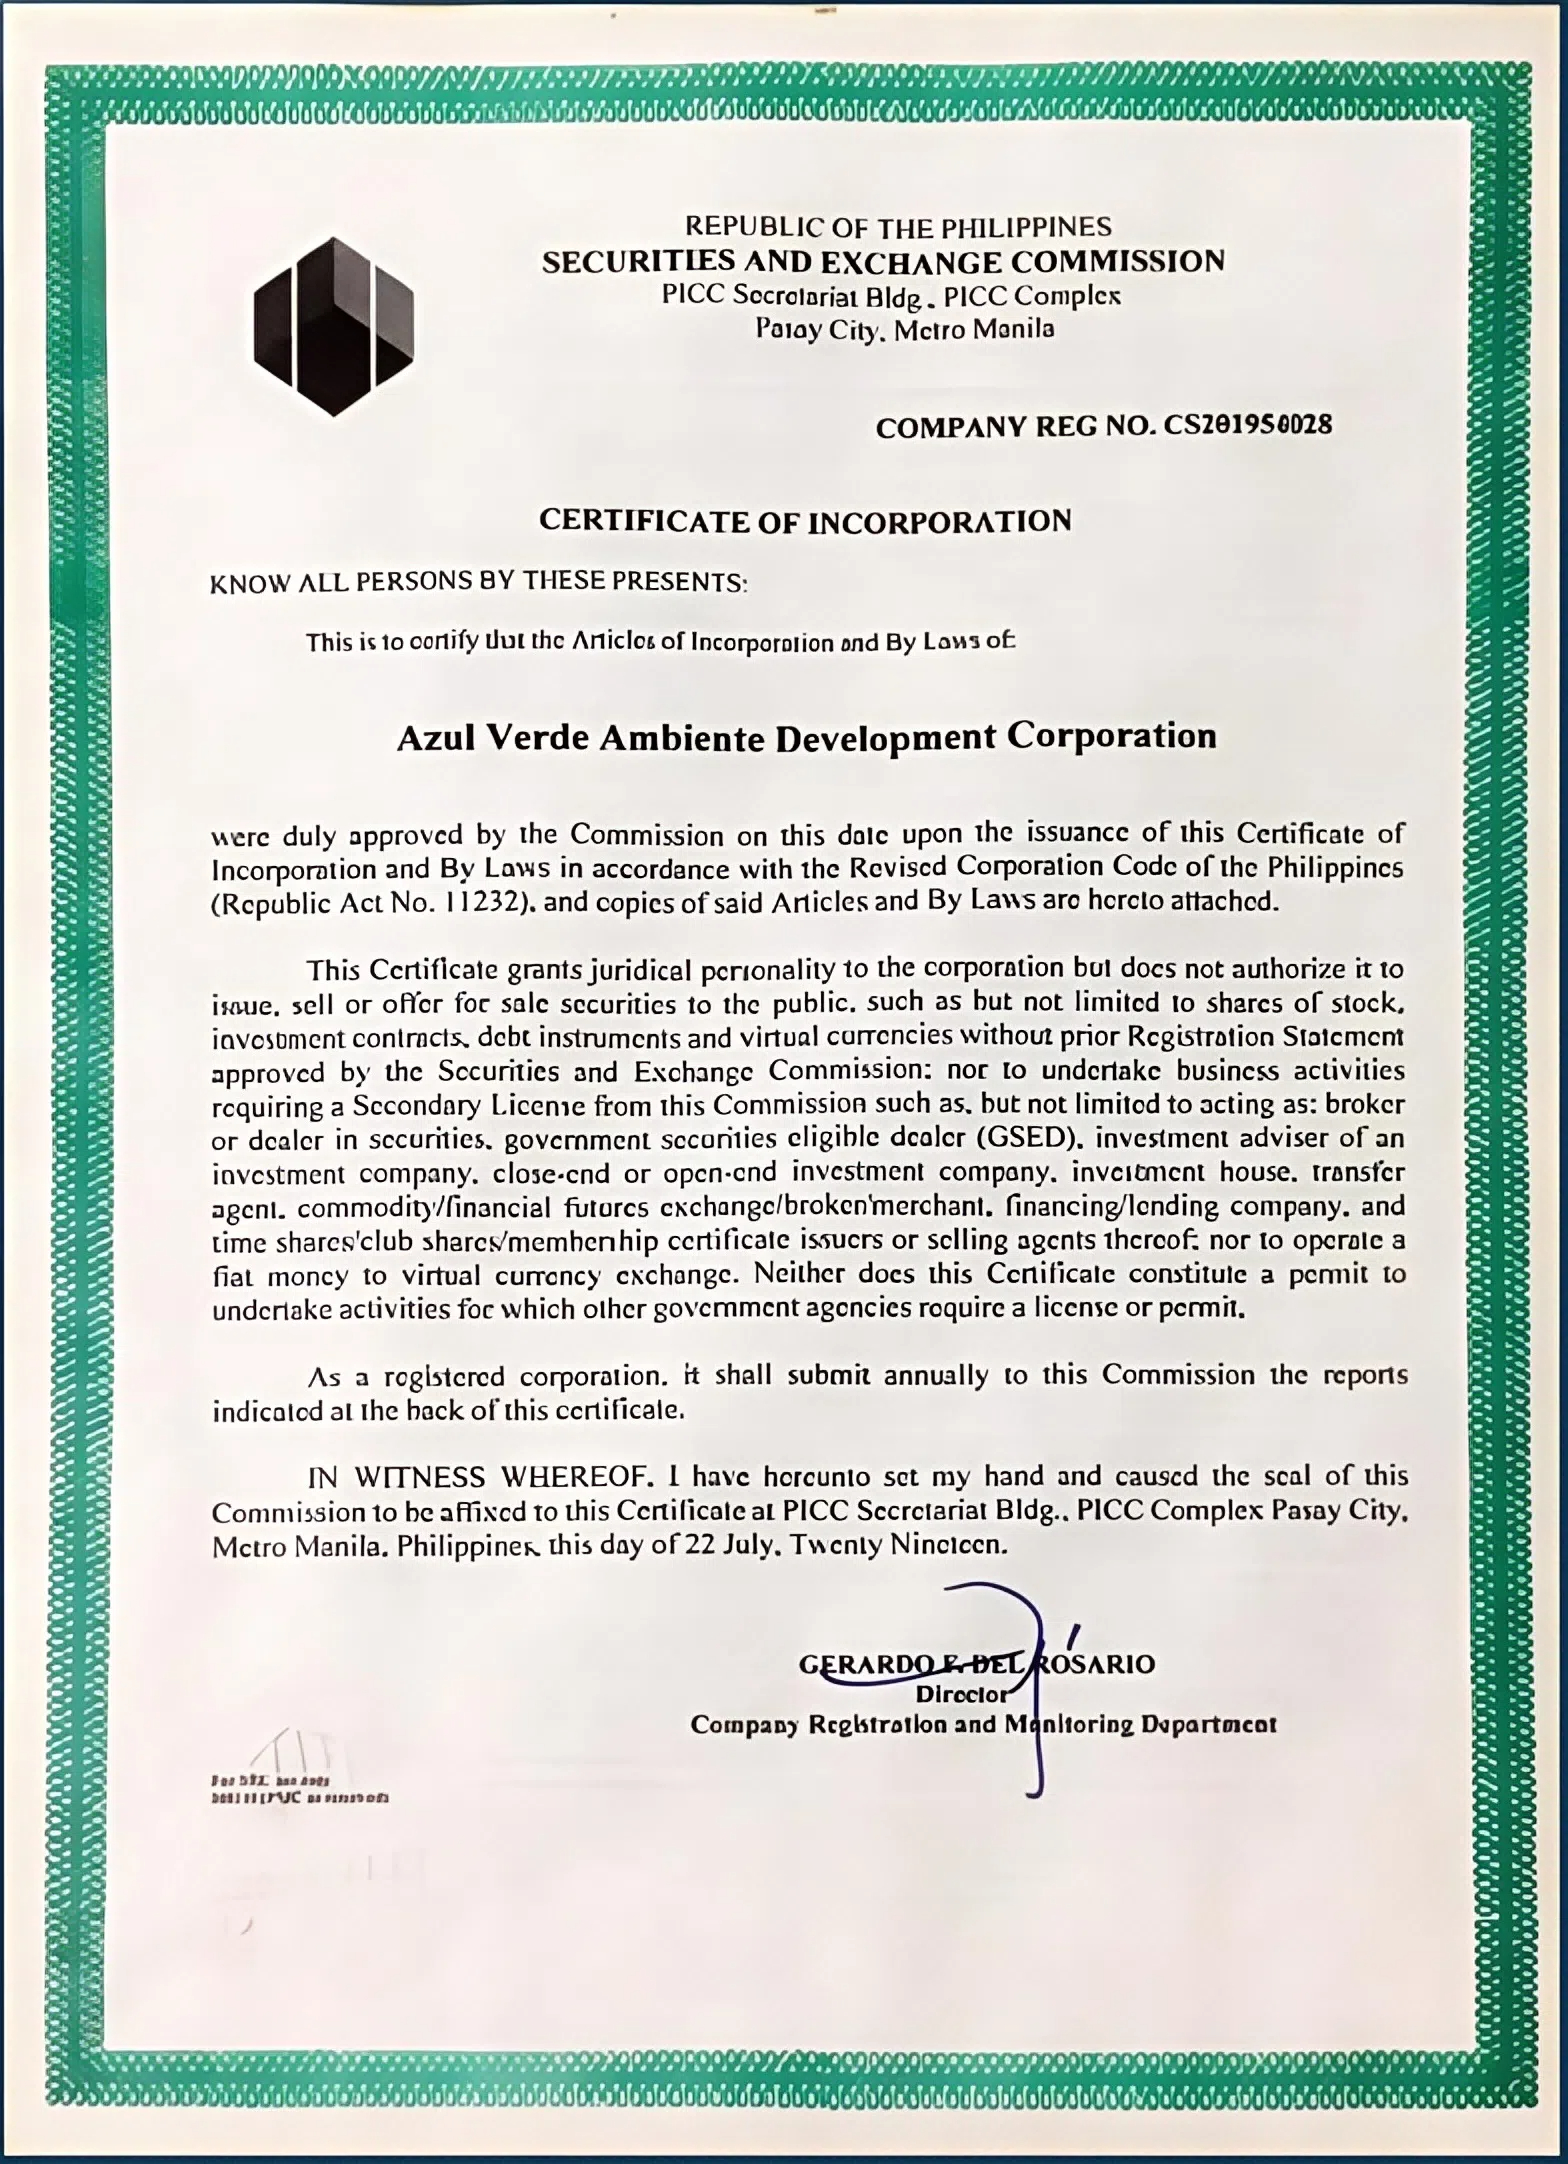 REPUBLIC OF THE PHILIPPINES
SECURITIES AND EXCHANGE COMMISSION
PICC Secretariat Bldg., PICC Complex
Pasay City, Metro Manila
COMPANY REG NO.
CERTIFICATE OF INCORPORATION
KNOW ALL PERSONS BY THESE PRESENTS:
This is to certify that the Articles of Incorporation and By Laws of:
Azul Verde Ambiente Development Corporation
were duly approved by the Commission on this date upon the issuance of this Certificate of
Incorporation and By Laws in accordance with the Revised Corporation Code of the Philippines
(Republic Act No. 11232), and copies of said Articles and By Laws are hereto attached.
This Certificate grants juridical personality to the corporation but does not authorize it to
issue, sell or offer for sale securities to the public, such as but not limited to shares of stock,
investment contracts, debt instruments and virtual currencies without prior Registration Statement
approved by the Securities and Exchange Commission; nor to undertake business activities
requiring a Secondary License from this Commission such as, but not limited to acting as: broker
or dealer in securities, government securities eligible dealer (GSED), investment adviser of an
investment company, close-end or open-end investment company, investment house, transfer
agent, commodity/financial futures exchange/broker/merchant, financing/lending company, and
time shares/club shares/membership certificate issuers or selling agents thereof; nor to operate a
fiat money to virtual currency exchange. Neither does this Certificate constitute a permit to
undertake activities for which other government agencies require a license or permit.
As a registered corporation, it shall submit annually to this Commission the reports
indicated at the back of this certificate.
IN WITNESS WHEREOF, I have hereunto set my hand and caused the seal of this
Commission to be affixed to this Certificate at PICC Secretariat Bldg., PICC Complex Pasay City,
Metro Manila, Philippines, this day of 22 July, Twenty Nineteen.
GERARDO F. DEL ROSARIO
Director
Company Registration and Monitoring Department